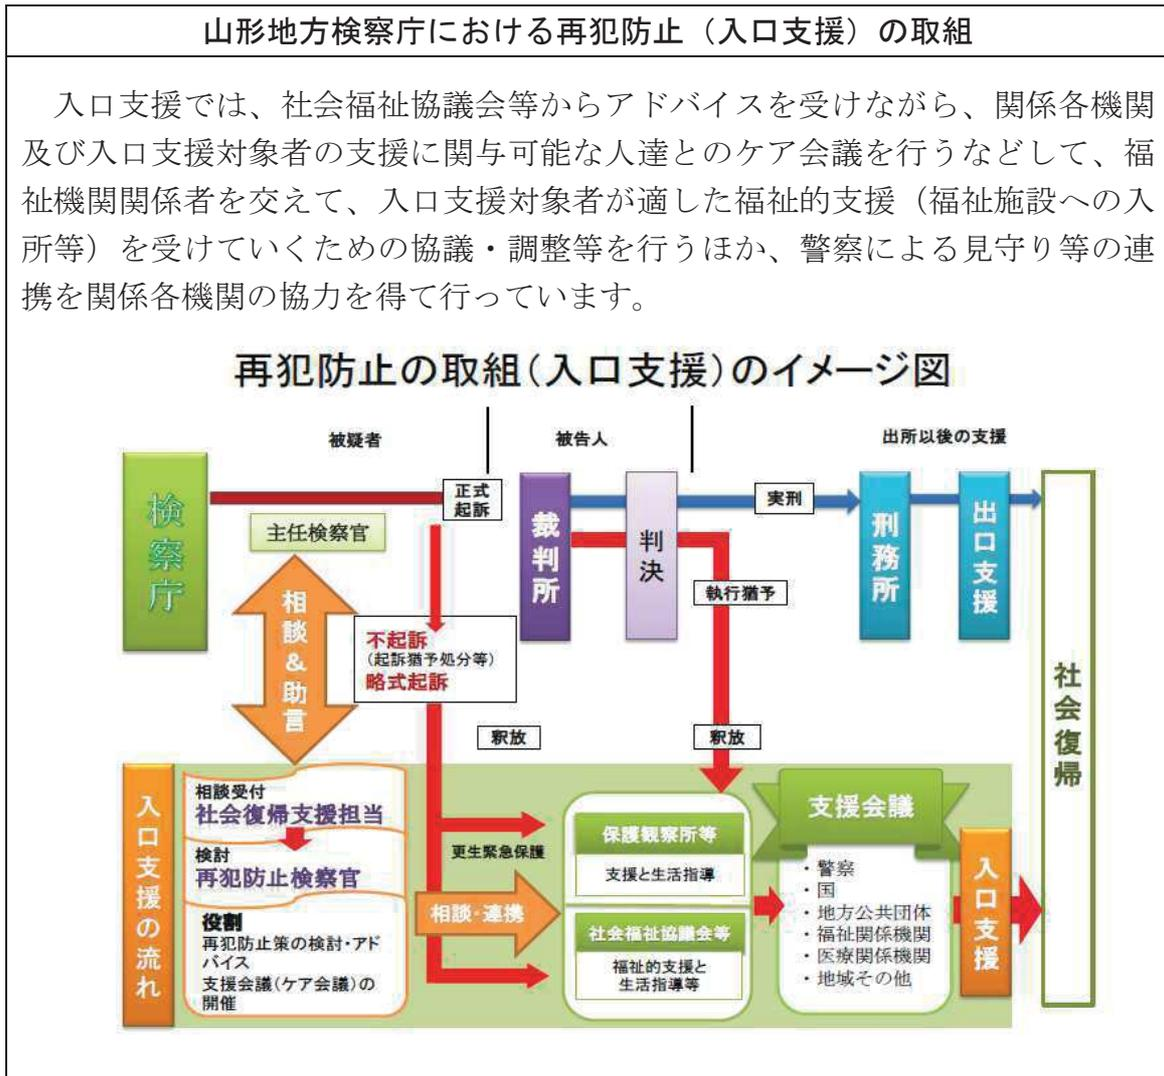 山形地方検察庁における再犯防止（入口支援）の取組
入口支援では、社会福祉協議会等からアドバイスを受けながら、関係各機関
及び入口支援対象者の支援に関与可能な人達とのケア会議を行うなどして、福
祉機関関係者を交えて、入口支援対象者が適した福祉的支援（福祉施設への入
所等）を受けていくための協議・調整等を行うほか、警察による見守り等の連
携を関係各機関の協力を得て行っています。
再犯防止の取組（入口支援）のイメージ図
被疑者
被告人
出所以後の支援
検察庁
正式
起訴
主任検察官
裁判所
判決
実刑
執行猶予
刑務所
出口支援
社会復帰
相談&助言
不起訴
（起訴猶予処分等）
略式起訴
釈放
釈放
入口支援の流れ
相談受付
社会復帰支援担当
検討
再犯防止検察官
役割
再犯防止策の検討・アド
バイス
支援会議（ケア会議）の
開催
更生緊急保護
相談・連携
保護観察所等
支援と生活指導
社会福祉協議会等
福祉的支援と
生活指導等
支援会議
・警察
・国
・地方公共団体
・福祉関係機関
・医療関係機関
・地域その他
入口支援